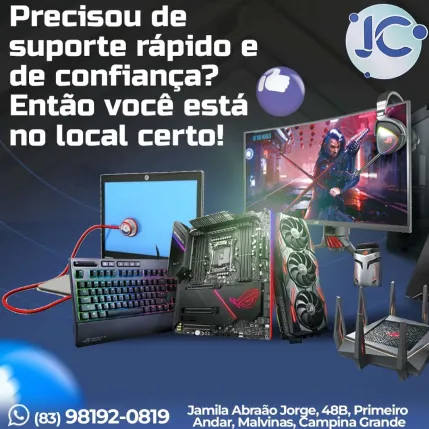 Precisou de
suporte rápido e
de confiança?
Então você está
no local certo!
JC
(83) 98192-0819
Jamila Abraão Jorge, 48B, Primeiro
Andar, Malvinas, Campina Grande